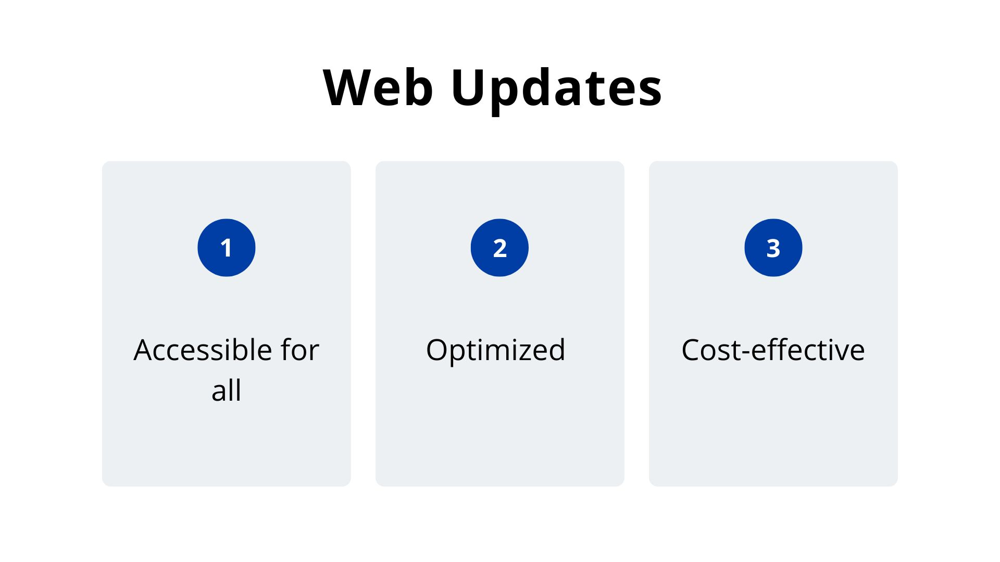 Web Updates
1
Accessible for
all
2
Optimized
3
Cost-effective